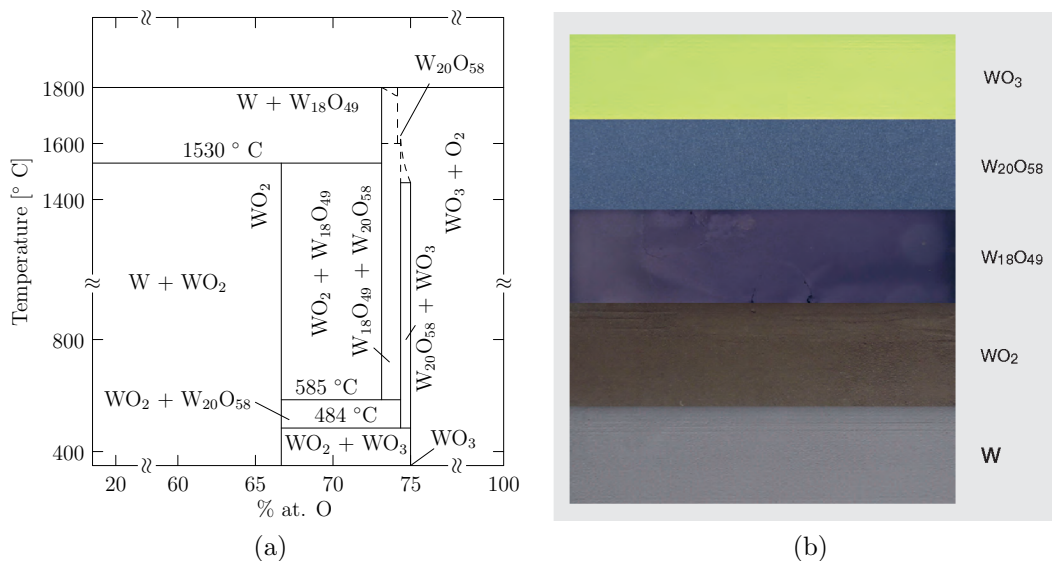 W₂₀O₅₈
1800
W + W₁₈O₄₉
1600
1530 ° C
1400
Temperature [° C]
WO₂
WO₂ + W₁₈O₄₉
W₁₈O₄₉ + W₂₀O₅₈
W₂₀O₅₈ + WO₃
WO₃ + O₂
W + WO₂
800
585 °C
WO₂ + W₂₀O₅₈
484 °C
WO₂ + WO₃
WO₃
400
20 60 65 70 75 100
% at. O
(a)
WO₃
W₂₀O₅₈
W₁₈O₄₉
WO₂
W
(b)